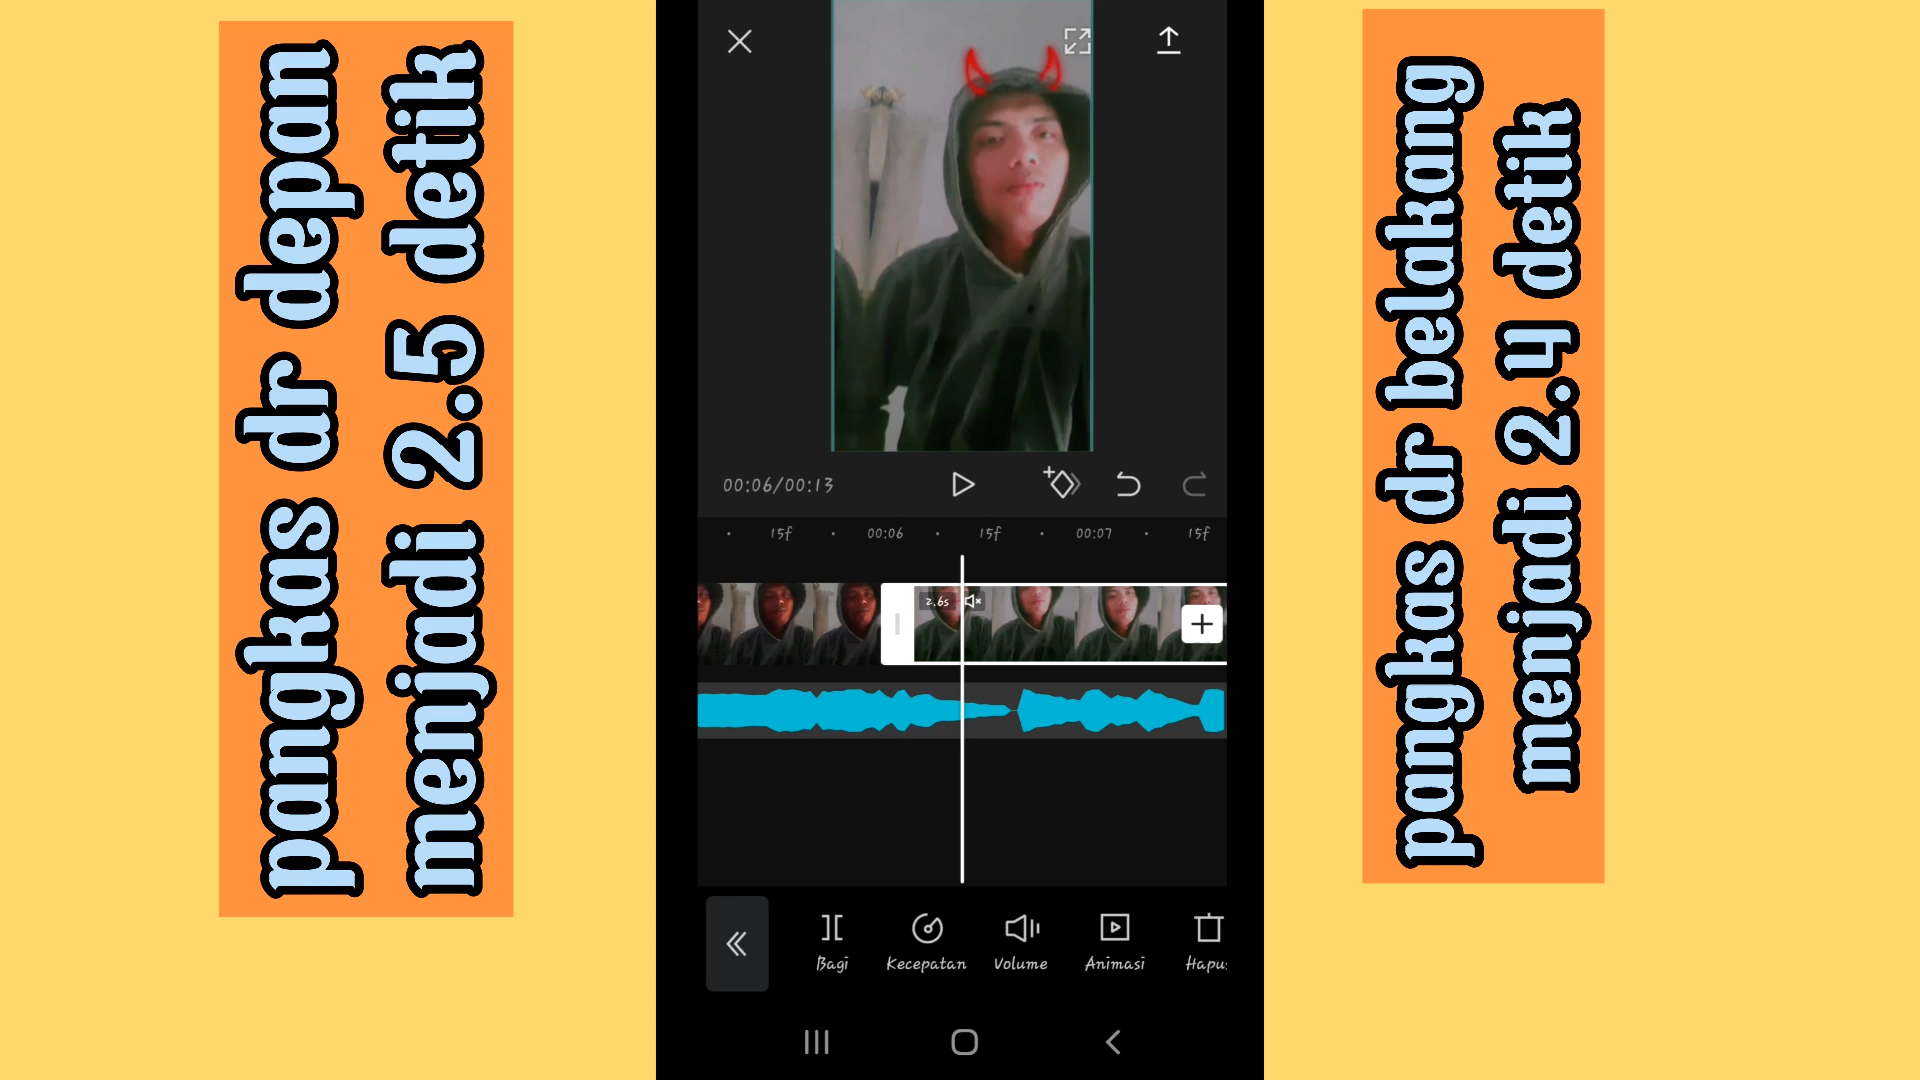 pangkas dr depan
menjadi 2.5 detik
00:06/00:13
15f 00:06 15f 00:07 15f
2.6s
Bagi Kecepatan Volume Animasi Hapus
pangkas dr belakang
menjadi 2.4 detik